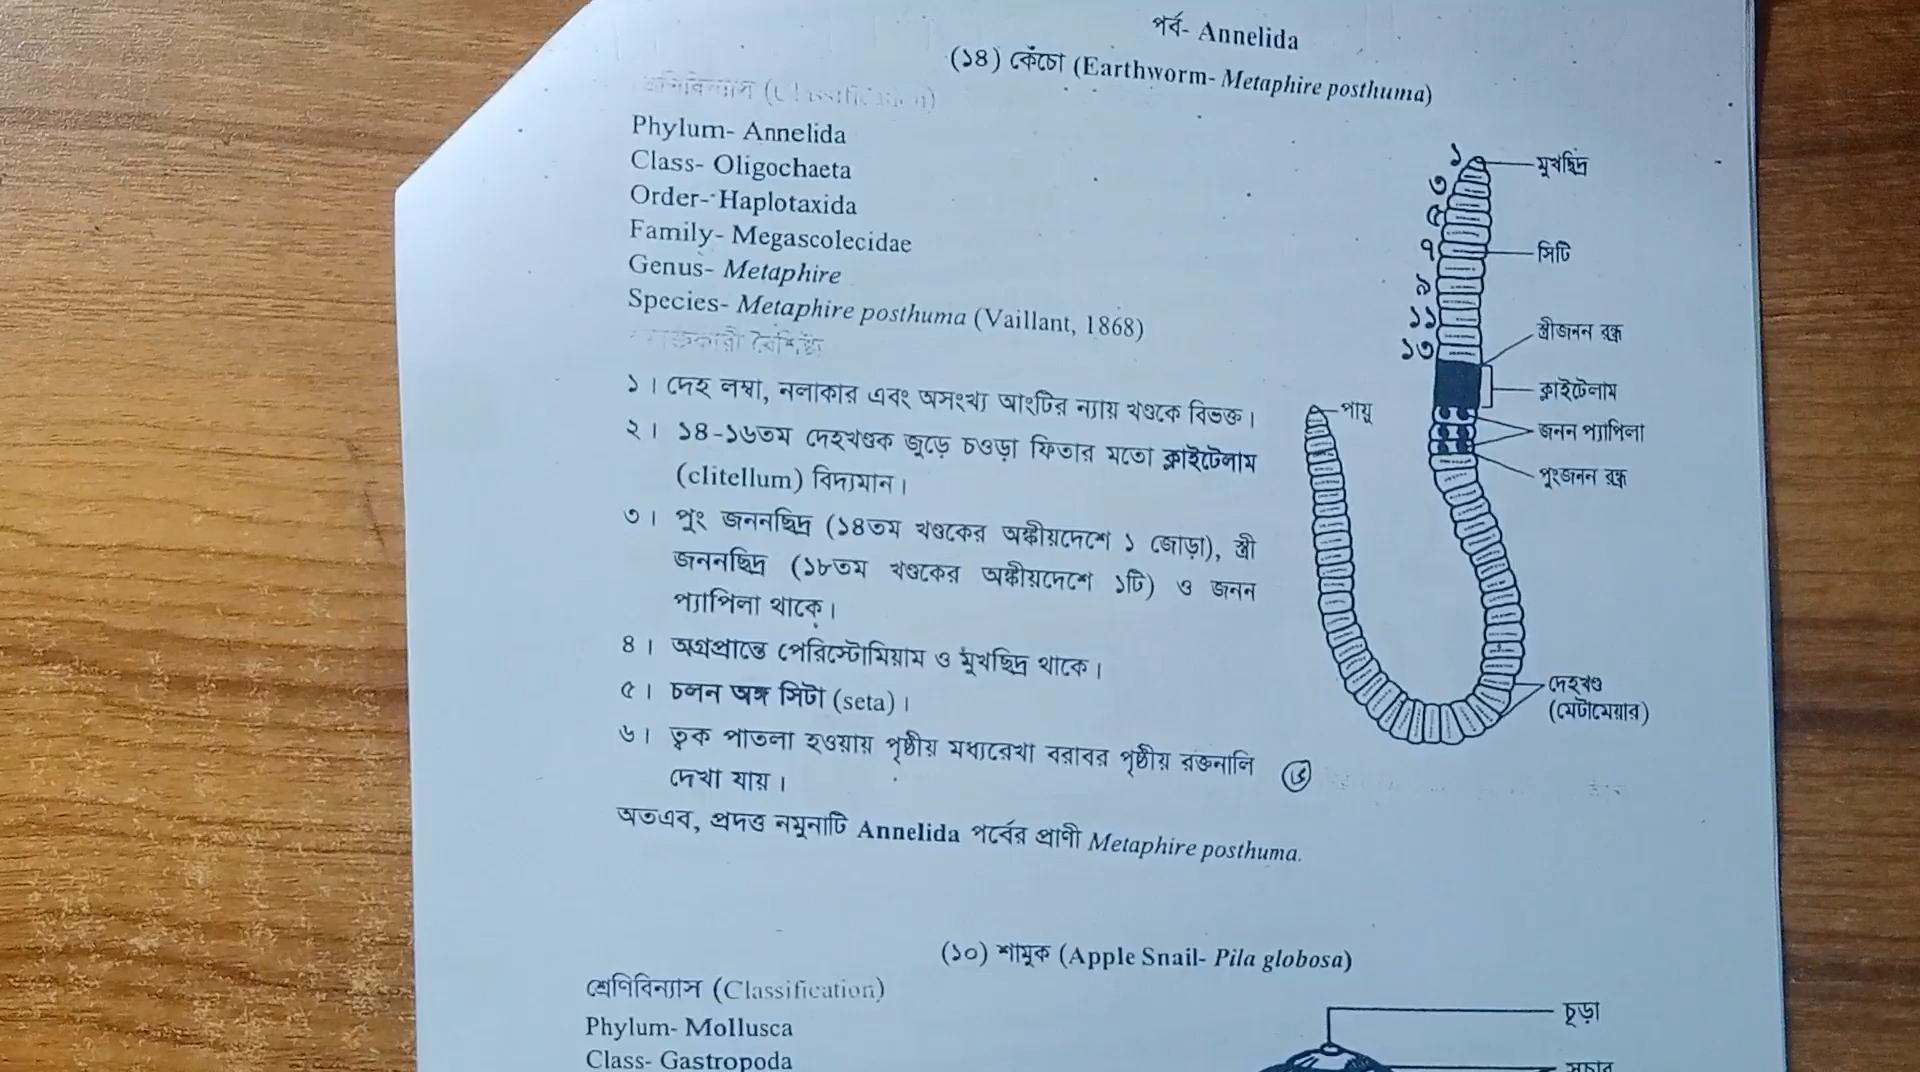 পর্ব- Annelida
(১৪) কেঁচো (Earthworm- Metaphire posthuma)
(Classification)
Phylum- Annelida
Class- Oligochaeta
Order- Haplotaxida
Family- Megascolecidae
Genus- Metaphire
Species- Metaphire posthuma (Vaillant, 1868)
১। দেহ লম্বা, নলাকার এবং অসংখ্য আংটির ন্যায় খণ্ডকে বিভক্ত।
২। ১৪-১৬তম দেহখণ্ডক জুড়ে চওড়া ফিতার মতো ক্লাইটেলাম
(clitellum) বিদ্যমান।
৩। পুং জননছিদ্র (১৪তম খণ্ডকের অঙ্কীয়দেশে ১ জোড়া), স্ত্রী
জননছিদ্র (১৮তম খণ্ডকের অঙ্কীয়দেশে ১টি) ও জনন
প্যাপিলা থাকে।
৪। অগ্রপ্রান্তে পেরিস্টোমিয়াম ও মুখছিদ্র থাকে।
৫। চলন অঙ্গ সিটা (seta)।
৬। ত্বক পাতলা হওয়ায় পৃষ্ঠীয় মধ্যরেখা বরাবর পৃষ্ঠীয় রক্তনালি
দেখা যায়।
অতএব, প্রদত্ত নমুনাটি Annelida পর্বের প্রাণী Metaphire posthuma.
১
৩
৫
৭
৯
১১
১৩
মুখছিদ্র
সিটি
স্ত্রীজনন রন্ধ্র
ক্লাইটেলাম
পায়ু
জনন প্যাপিলা
পুংজনন রন্ধ্র
দেহখণ্ড
(মেটামেয়ার)
(১০) শামুক (Apple Snail- Pila globosa)
শ্রেণিবিন্যাস (Classification)
Phylum- Mollusca
Class- Gastropoda
চূড়া